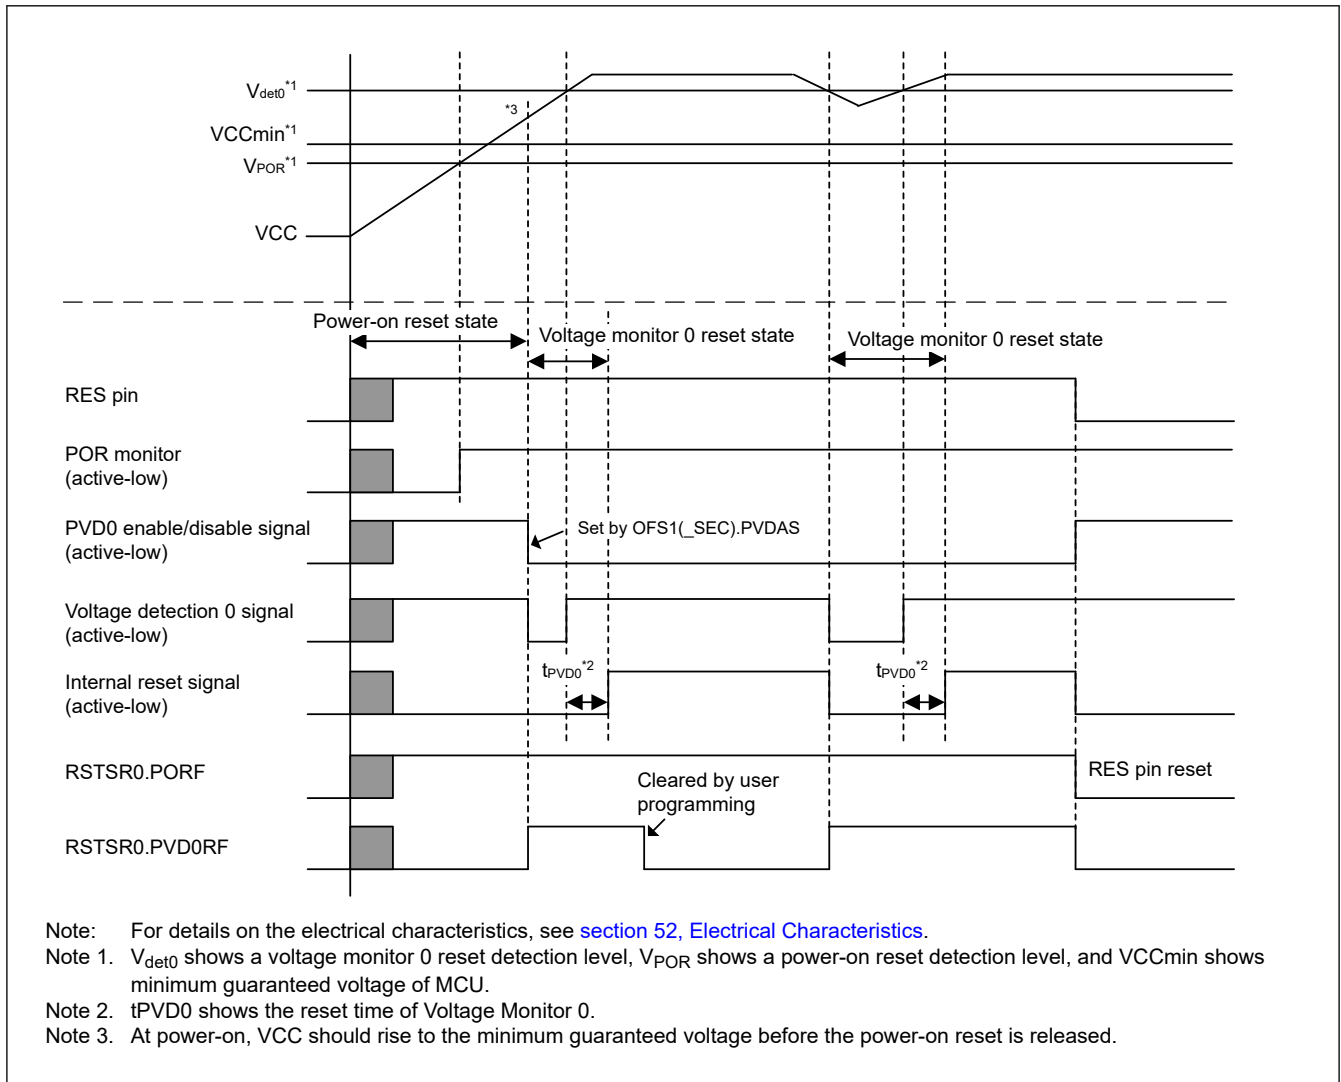 Vdet0*1
*3
VCCmin*1
VPOR*1
VCC
Power-on reset state
Voltage monitor 0 reset state
Voltage monitor 0 reset state
RES pin
POR monitor
(active-low)
PVD0 enable/disable signal
(active-low)
Set by OFS1(_SEC).PVDAS
Voltage detection 0 signal
(active-low)
tPVD0*2
tPVD0*2
Internal reset signal
(active-low)
RSTSR0.PORF
RES pin reset
Cleared by user
programming
RSTSR0.PVD0RF
Note: For details on the electrical characteristics, see section 52, Electrical Characteristics.
Note 1. Vdet0 shows a voltage monitor 0 reset detection level, VPOR shows a power-on reset detection level, and VCCmin shows
minimum guaranteed voltage of MCU.
Note 2. tPVD0 shows the reset time of Voltage Monitor 0.
Note 3. At power-on, VCC should rise to the minimum guaranteed voltage before the power-on reset is released.